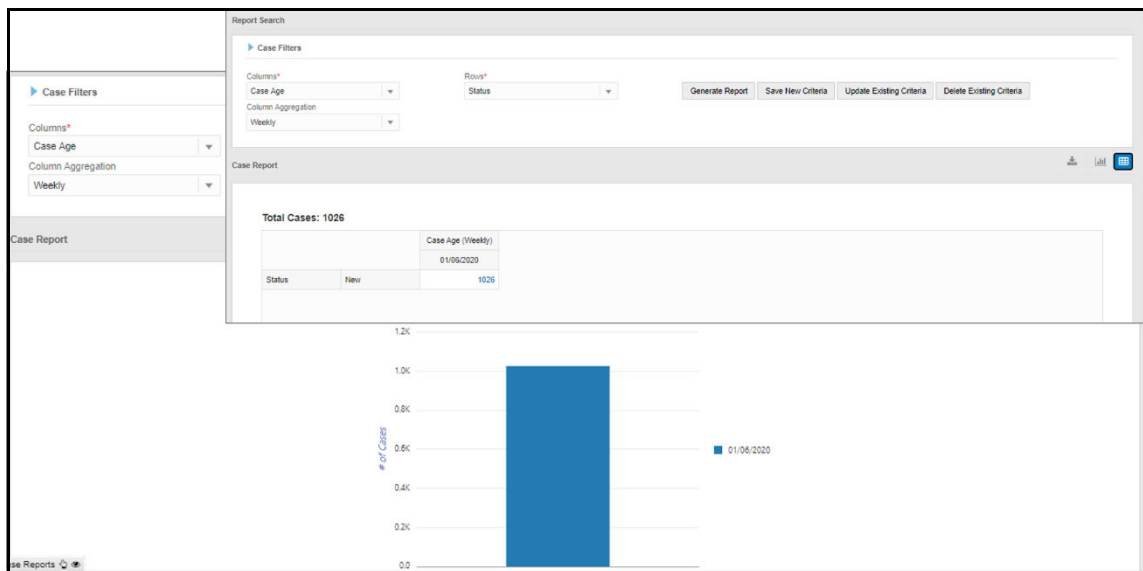 Report Search
Case Filters
Columns*
Rows*
Case Age
Status
Generate Report
Save New Criteria
Update Existing Criteria
Delete Existing Criteria
Column Aggregation
Weekly
Case Report
Total Cases: 1026
Case Age (Weekly)
01/06/2020
Status
New
1026
Case Filters
Columns*
Case Age
Column Aggregation
Weekly
Case Report
1.2K
1.0K
0.8K
0.6K
0.4K
0.2K
0.0
# of Cases
01/06/2020
se Reports